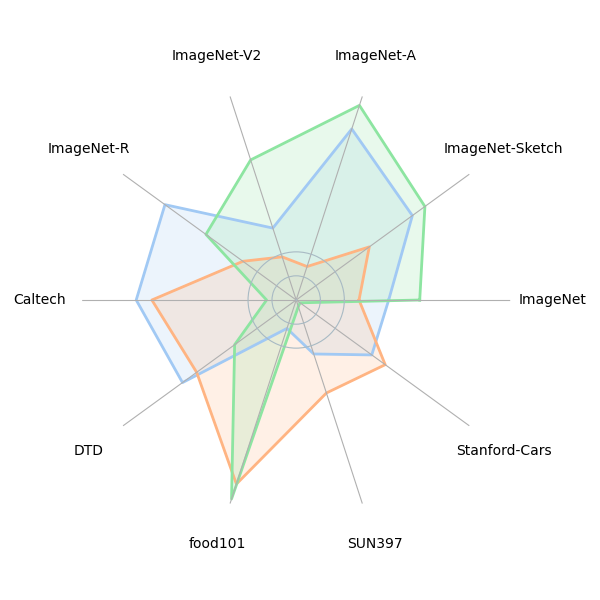 ImageNet-V2
ImageNet-A
ImageNet-R
ImageNet-Sketch
Caltech
ImageNet
DTD
Stanford-Cars
food101
SUN397